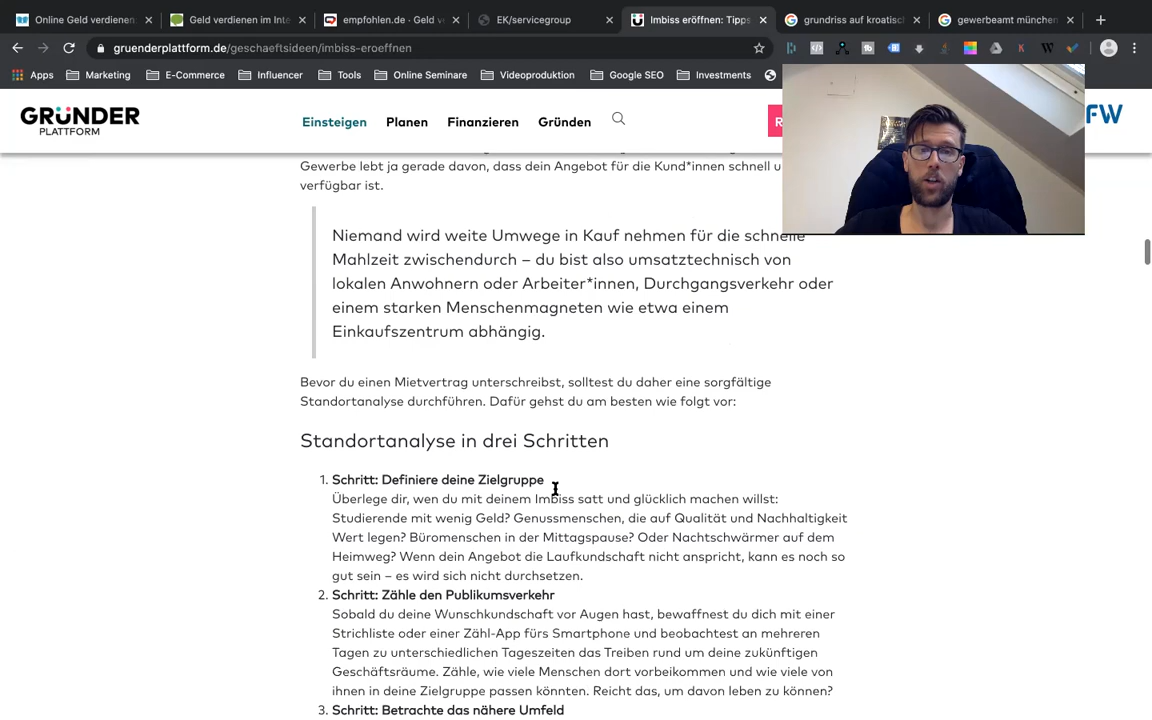 Online Geld verdienen:
Geld verdienen im Inte
empfohlen.de - Geld v
EK/servicegroup
Imbiss eröffnen: Tipps
grundriss auf kroatisch
gewerbeamt münchen
gruenderplattform.de/geschaeftsideen/imbiss-eroeffnen
Apps
Marketing
E-Commerce
Influencer
Tools
Online Seminare
Videoproduktion
Google SEO
Investments
GRÜNDER
PLATTFORM
Einsteigen
Planen
Finanzieren
Gründen
R
FW
Gewerbe lebt ja gerade davon, dass dein Angebot für die Kund*innen schnell u
verfügbar ist.
Niemand wird weite Umwege in Kauf nehmen für die schnelle
Mahlzeit zwischendurch – du bist also umsatztechnisch von
lokalen Anwohnern oder Arbeiter*innen, Durchgangsverkehr oder
einem starken Menschenmagneten wie etwa einem
Einkaufszentrum abhängig.
Bevor du einen Mietvertrag unterschreibst, solltest du daher eine sorgfältige
Standortanalyse durchführen. Dafür gehst du am besten wie folgt vor:
Standortanalyse in drei Schritten
1. Schritt: Definiere deine Zielgruppe
Überlege dir, wen du mit deinem Imbiss satt und glücklich machen willst:
Studierende mit wenig Geld? Genussmenschen, die auf Qualität und Nachhaltigkeit
Wert legen? Büromenschen in der Mittagspause? Oder Nachtschwärmer auf dem
Heimweg? Wenn dein Angebot die Laufkundschaft nicht anspricht, kann es noch so
gut sein – es wird sich nicht durchsetzen.
2. Schritt: Zähle den Publikumsverkehr
Sobald du deine Wunschkundschaft vor Augen hast, bewaffnest du dich mit einer
Strichliste oder einer Zähl-App fürs Smartphone und beobachtest an mehreren
Tagen zu unterschiedlichen Tageszeiten das Treiben rund um deine zukünftigen
Geschäftsräume. Zähle, wie viele Menschen dort vorbeikommen und wie viele von
ihnen in deine Zielgruppe passen könnten. Reicht das, um davon leben zu können?
3. Schritt: Betrachte das nähere Umfeld